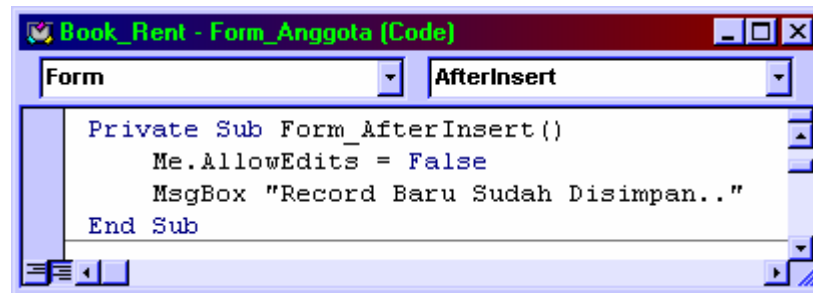 Book_Rent - Form_Anggota (Code)
Form AfterInsert
Private Sub Form_AfterInsert()
Me.AllowEdits = False
MsgBox "Record Baru Sudah Disimpan.."
End Sub